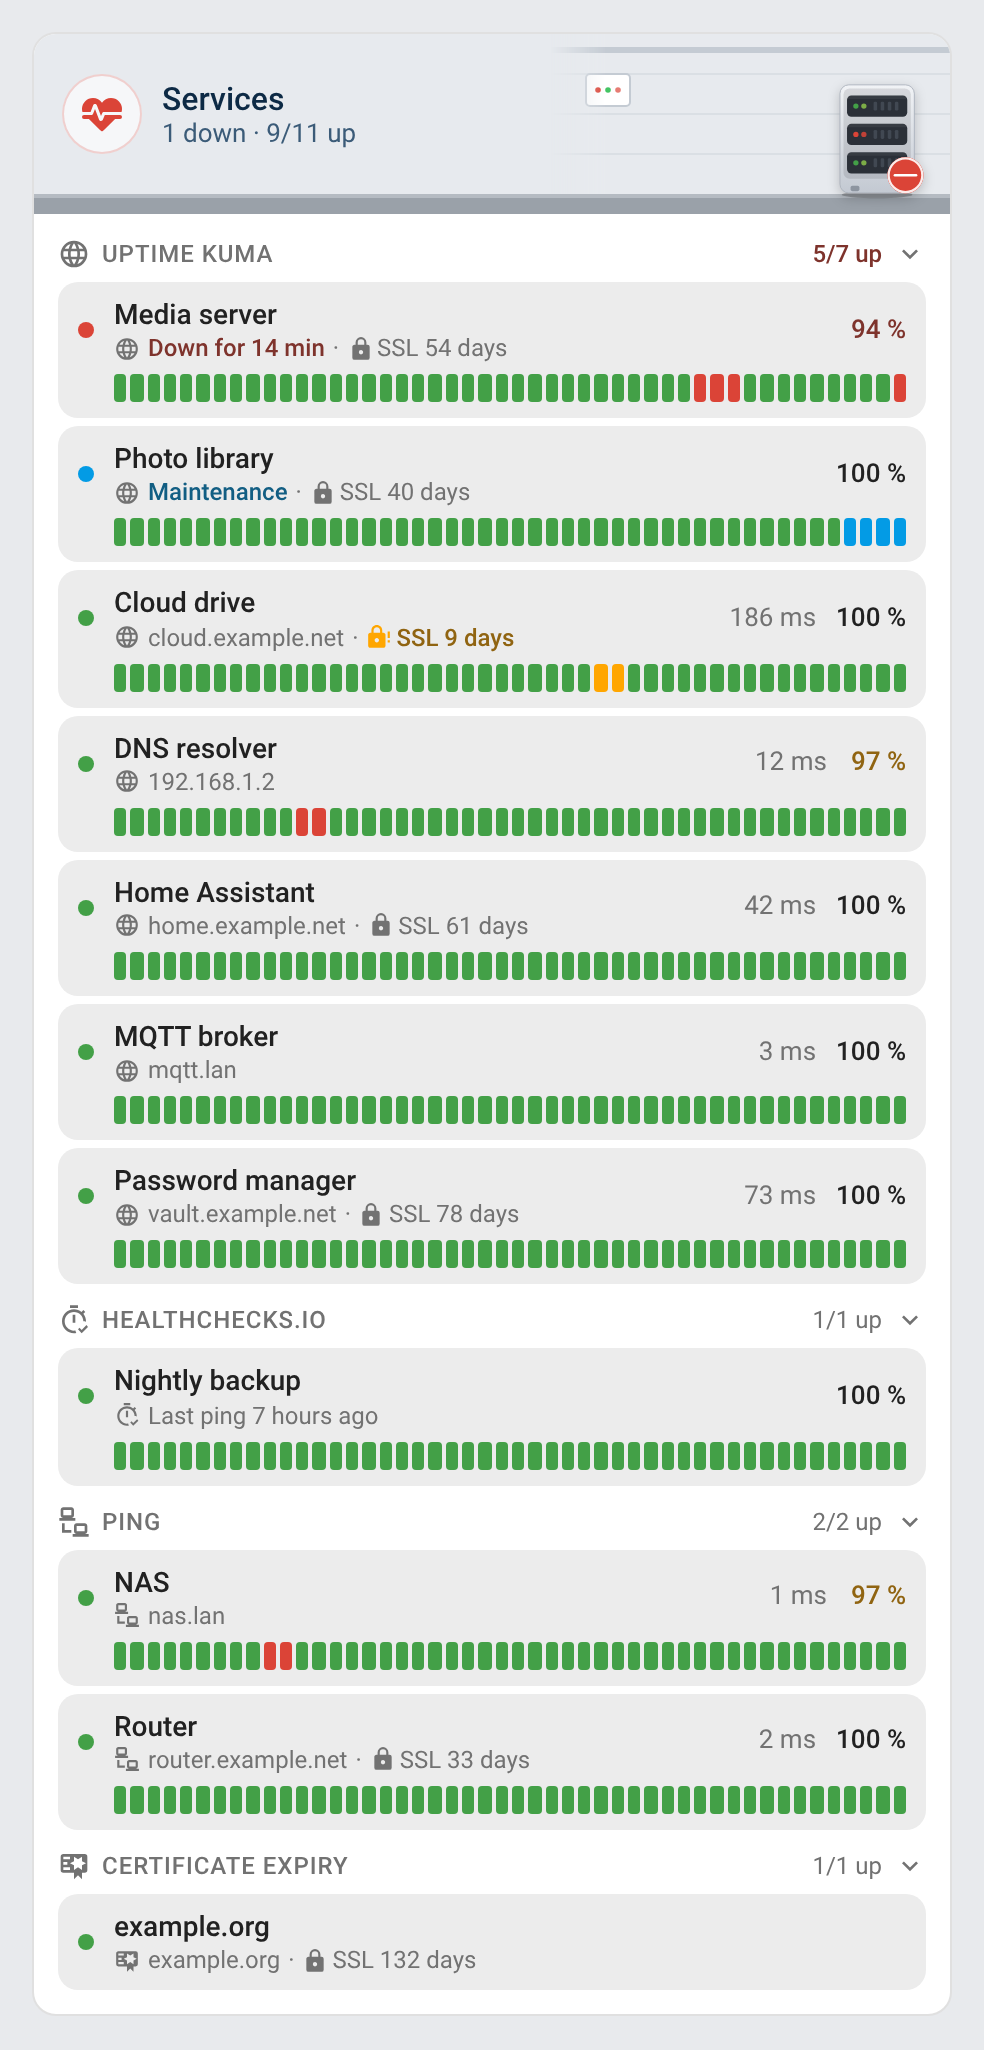 Services
1 down · 9/11 up
UPTIME KUMA 5/7 up
Media server
94 %
Down for 14 min · SSL 54 days
Photo library
100 %
Maintenance · SSL 40 days
Cloud drive
186 ms 100 %
cloud.example.net · SSL 9 days
DNS resolver
12 ms 97 %
192.168.1.2
Home Assistant
42 ms 100 %
home.example.net · SSL 61 days
MQTT broker
3 ms 100 %
mqtt.lan
Password manager
73 ms 100 %
vault.example.net · SSL 78 days
HEALTHCHECKS.IO 1/1 up
Nightly backup
100 %
Last ping 7 hours ago
PING 2/2 up
NAS
1 ms 97 %
nas.lan
Router
2 ms 100 %
router.example.net · SSL 33 days
CERTIFICATE EXPIRY 1/1 up
example.org
example.org · SSL 132 days